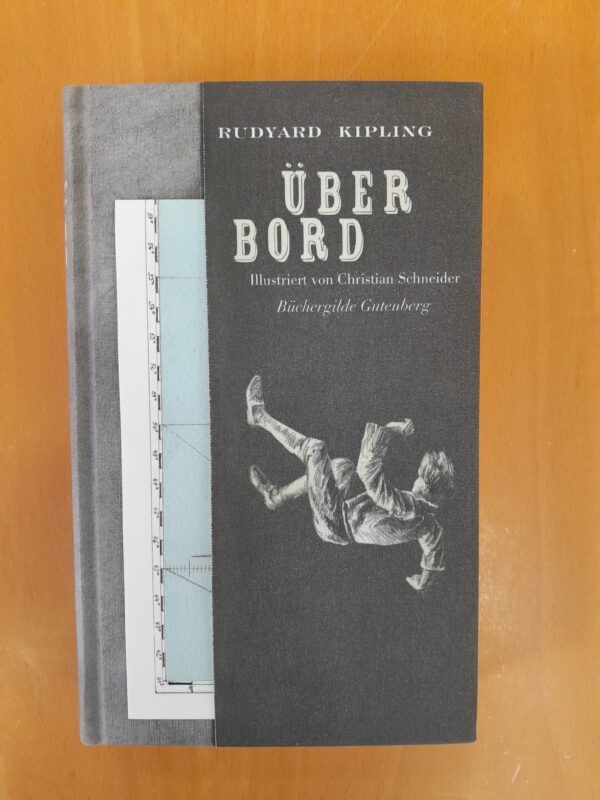 RUDYARD KIPLING
ÜBER
BORD
Illustriert von Christian Schneider
Büchergilde Gutenberg